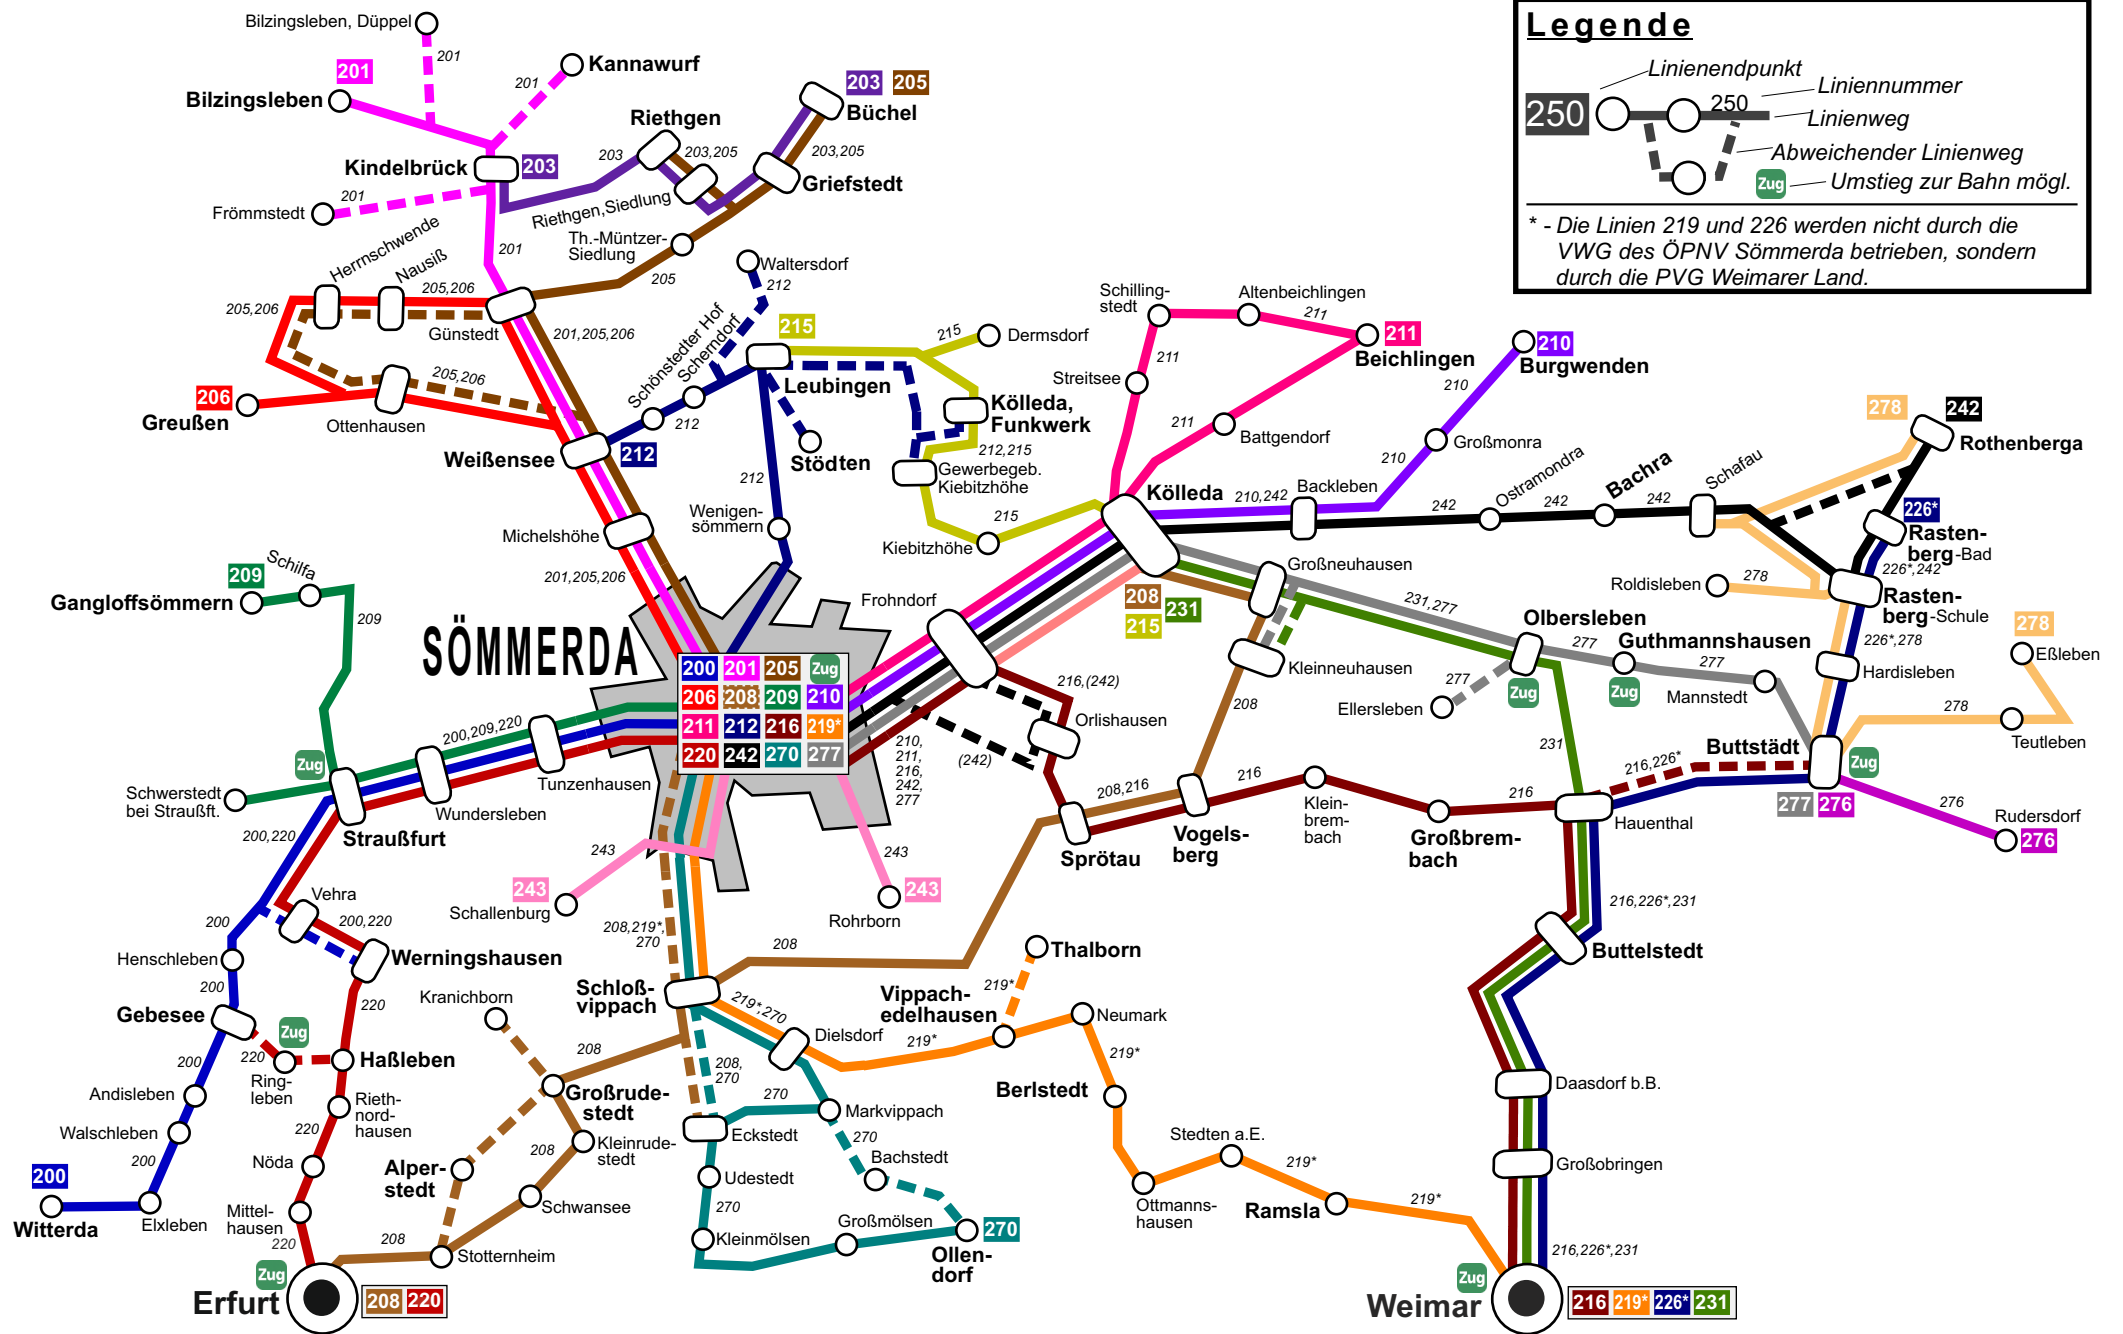 Bilzingsleben, Düppel
201
201
Bilzingsleben
201
Kannawurf
203 205
Büchel
Riethgen
203
203,205
203,205
Kindelbrück
203
Griefstedt
Frömmstedt
201
Riethgen,Siedlung
Th.-Müntzer-
Siedlung
201
205
Herrnschwende
Nausiß
205,206
205,206
Günstedt
201,205,206
205,206
206
Greußen
Ottenhausen
Weißensee
212
Schönstedter Hof
Scherndorf
212
Waltersdorf
212
215
Leubingen
215
Dermsdorf
Kölleda,
Funkwerk
Stödten
212,215
Gewerbegeb.
Kiebitzhöhe
212
Wenigen-
sömmern
Michelshöhe
201,205,206
Kiebitzhöhe
215
Legende
Linienendpunkt
Liniennummer
250
250
Linienweg
Abweichender Linienweg
Zug
Umstieg zur Bahn mögl.
* - Die Linien 219 und 226 werden nicht durch die
VWG des ÖPNV Sömmerda betrieben, sondern
durch die PVG Weimarer Land.
Schilling-
stedt
Altenbeichlingen
211
211
Beichlingen
211
Streitsee
211
Battgendorf
210
Burgwenden
210
Großmonra
210
Kölleda
210,242
Backleben
242
Ostramondra
242
Bachra
242
Schafau
278
242
Rothenberga
226*
Rasten-
berg-Bad
226*,242
Roldisleben
278
Rasten-
berg-Schule
226*,278
Hardisleben
278
Eßleben
278
Teutleben
209
Gangloffsömmern
Schilfa
209
SÖMMERDA
200 201 205 Zug
206 208 209 210
211 212 216 219*
220 242 270 277
Frohndorf
208
215
231
Großneuhausen
Kleinneuhausen
208
231,277
Olbersleben
277
Zug
Guthmannshausen
Zug
277
Mannstedt
277
Ellersleben
216,(242)
Orlishausen
(242)
210,
211,
216,
242,
277
231
Buttstädt
Zug
277 276
216,226*
276
Rudersdorf
276
200,209,220
Zug
Schwerstedt
bei Straußft.
Straußfurt
Wundersleben
Tunzenhausen
200,220
208,216
Sprötau
Vogels-
berg
216
Klein-
brem-
bach
Großbrem-
bach
216
Hauenthal
243
243
Schallenburg
243
243
Rohrborn
Vehra
200,220
200
Henschleben
200
Werningshausen
220
Gebesee
Zug
220
Ring-
leben
Haßleben
200
Andisleben
Walschleben
200
200
Witterda
Elxleben
Rieth-
nord-
hausen
220
Nöda
Mittel-
hausen
220
Zug
Erfurt
208 220
208,219*,
270
208
Schloß-
vippach
219*,270
Dielsdorf
Kranichborn
208
Großrude-
stedt
208,
270
270
Eckstedt
Markvippach
270
Bachstedt
Kleinrude-
stedt
208
Alper-
stedt
Schwansee
208
Stotternheim
Udestedt
270
Kleinmölsen
Großmölsen
270
Ollen-
dorf
Thalborn
219*
Vippach-
edelhausen
219*
Neumark
219*
Berlstedt
Stedten a.E.
Ottmanns-
hausen
219*
Ramsla
219*
216,226*,231
Buttelstedt
Daasdorf b.B.
Großobringen
216,226*,231
Zug
Weimar
216 219* 226* 231